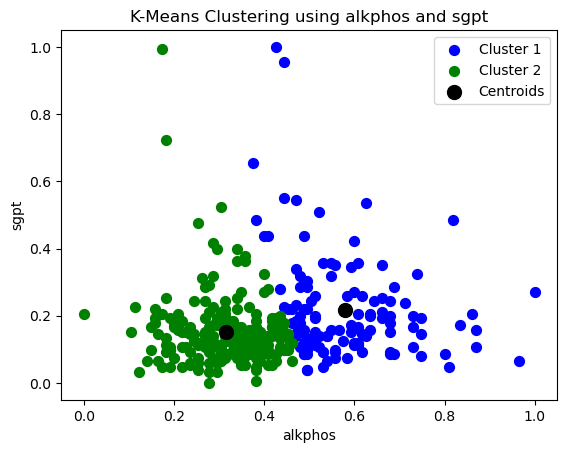 K-Means Clustering using alkphos and sgpt
Cluster 1
Cluster 2
Centroids
1.0
0.8
0.6
0.4
0.2
0.0
sgpt
0.0 0.2 0.4 0.6 0.8 1.0
alkphos